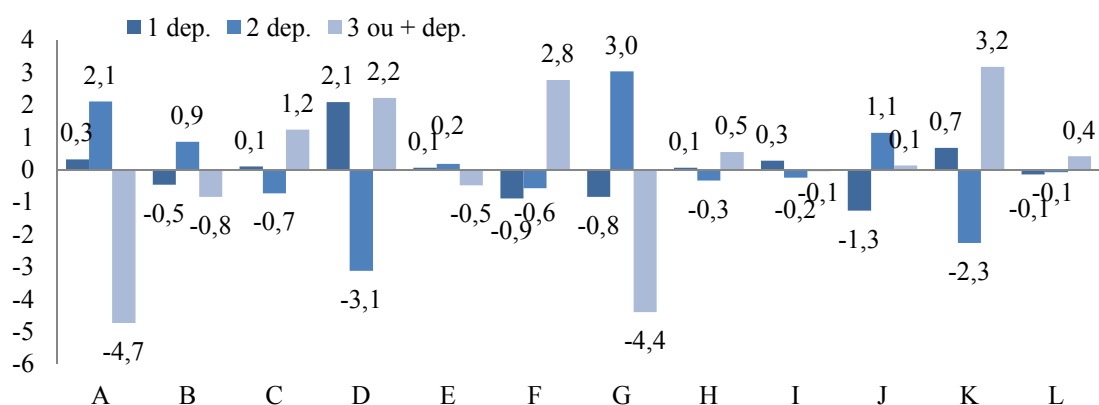 1 dep. 2 dep. 3 ou + dep.
4
3
2
1
0
-1
-2
-3
-4
-5
-6
0,3 2,1 -4,7
-0,5 0,9 -0,8
0,1 -0,7 1,2
2,1 -3,1 2,2
0,1 0,2 -0,5
-0,9 -0,6 2,8
-0,8 3,0 -4,4
0,1 -0,3 0,5
0,3 -0,2 -0,1
-1,3 1,1 0,1
0,7 -2,3 3,2
-0,1 -0,1 0,4
A B C D E F G H I J K L